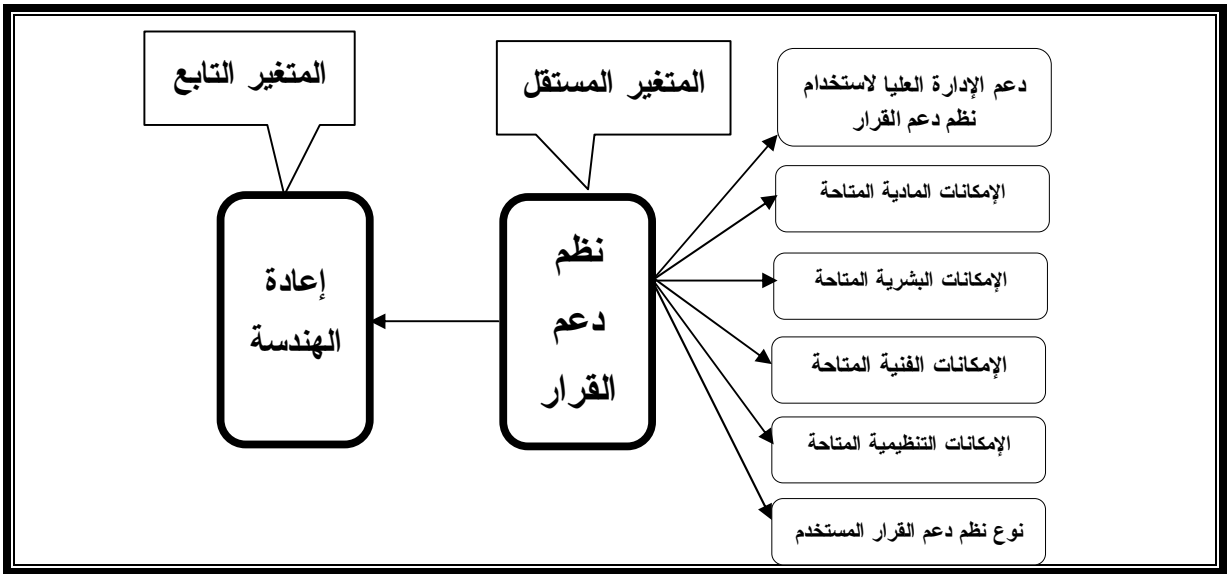 المتغير التابع
المتغير المستقل
دعم الإدارة العليا لاستخدام
نظم دعم القرار
الإمكانات المادية المتاحة
الإمكانات البشرية المتاحة
الإمكانات الفنية المتاحة
الإمكانات التنظيمية المتاحة
نوع نظم دعم القرار المستخدم
نظم
دعم
القرار
إعادة
الهندسة